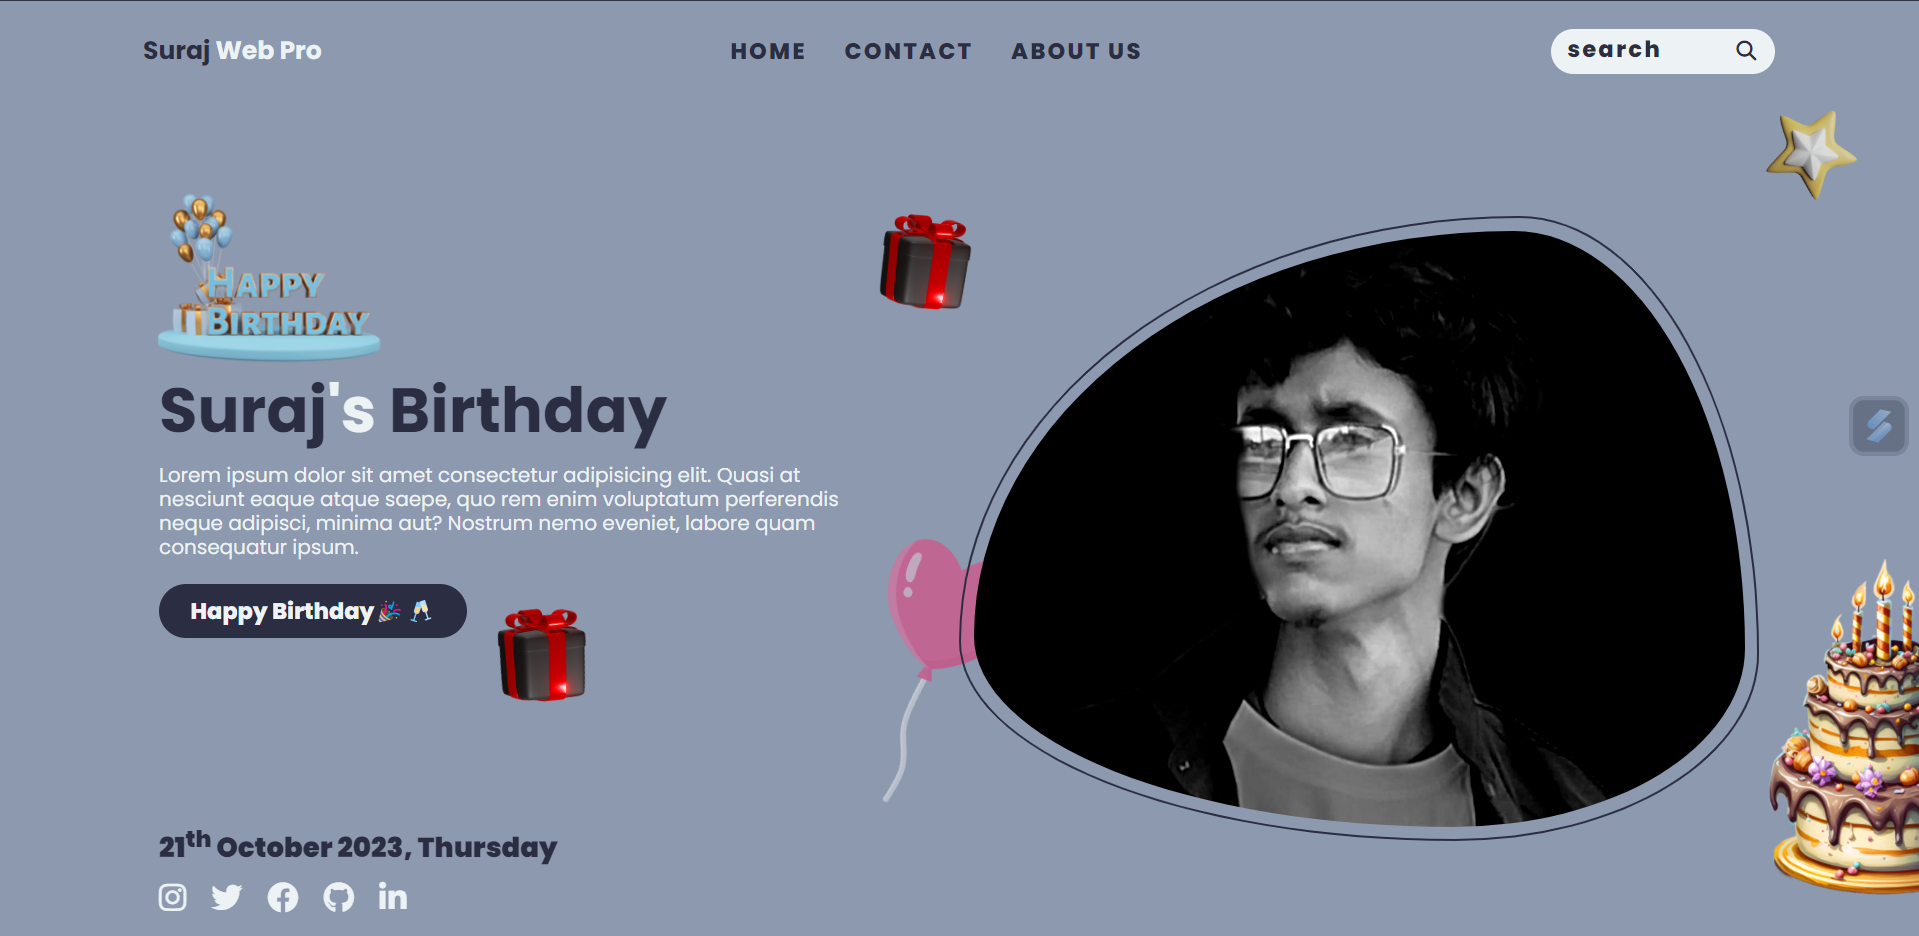 Suraj Web Pro
HOME CONTACT ABOUT US
search
HAPPY
BIRTHDAY
Suraj's Birthday
Lorem ipsum dolor sit amet consectetur adipisicing elit. Quasi at
nesciunt eaque atque saepe, quo rem enim voluptatum perferendis
neque adipisci, minima aut? Nostrum nemo eveniet, labore quam
consequatur ipsum.
Happy Birthday 🎉 🥂
21th October 2023, Thursday